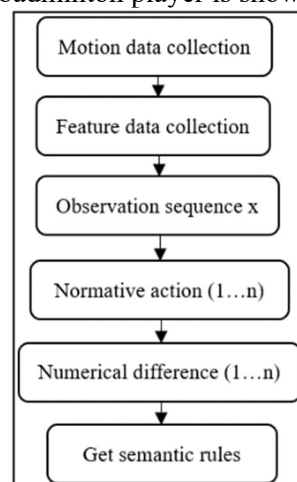 badminton player is show
Motion data collection
Feature data collection
Observation sequence x
Normative action (1…n)
Numerical difference (1…n)
Get semantic rules